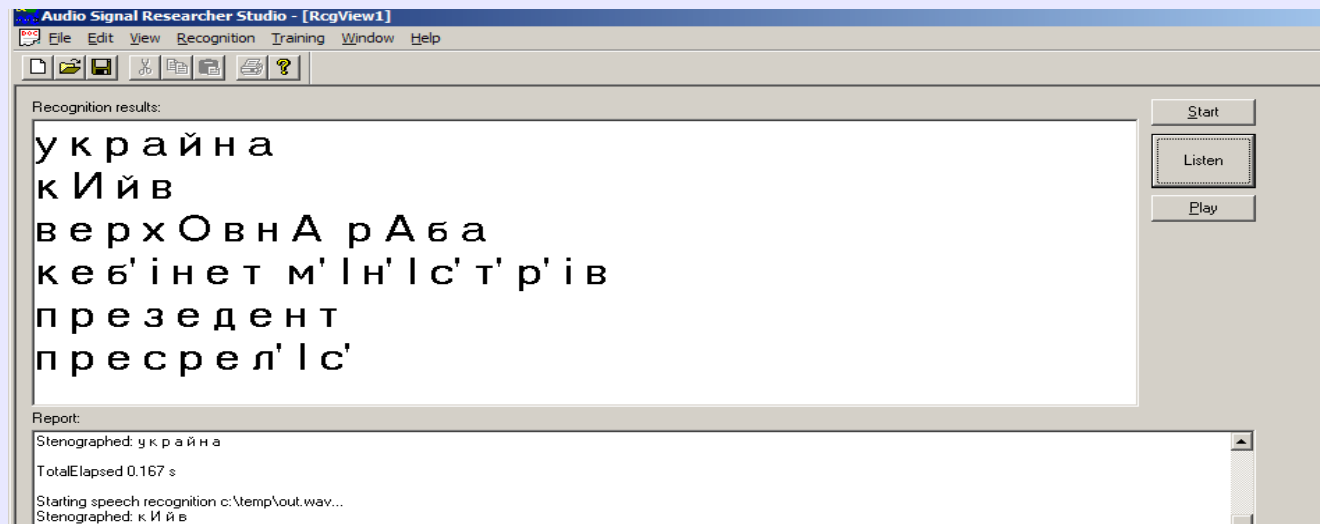 Audio Signal Researcher Studio - [RcgView1]
File Edit View Recognition Training Window Help
Recognition results:
у к р а й н а
к И й в
в е р х О в н А р А б а
к е б' і н е т м' І н' І с' т' р' і в
п р е з е д е н т
п р е с р е л' І с'
Start
Listen
Play
Report:
Stenographed: у к р а й н а
TotalElapsed 0.167 s
Starting speech recognition c:\temp\out.wav...
Stenographed: к И й в